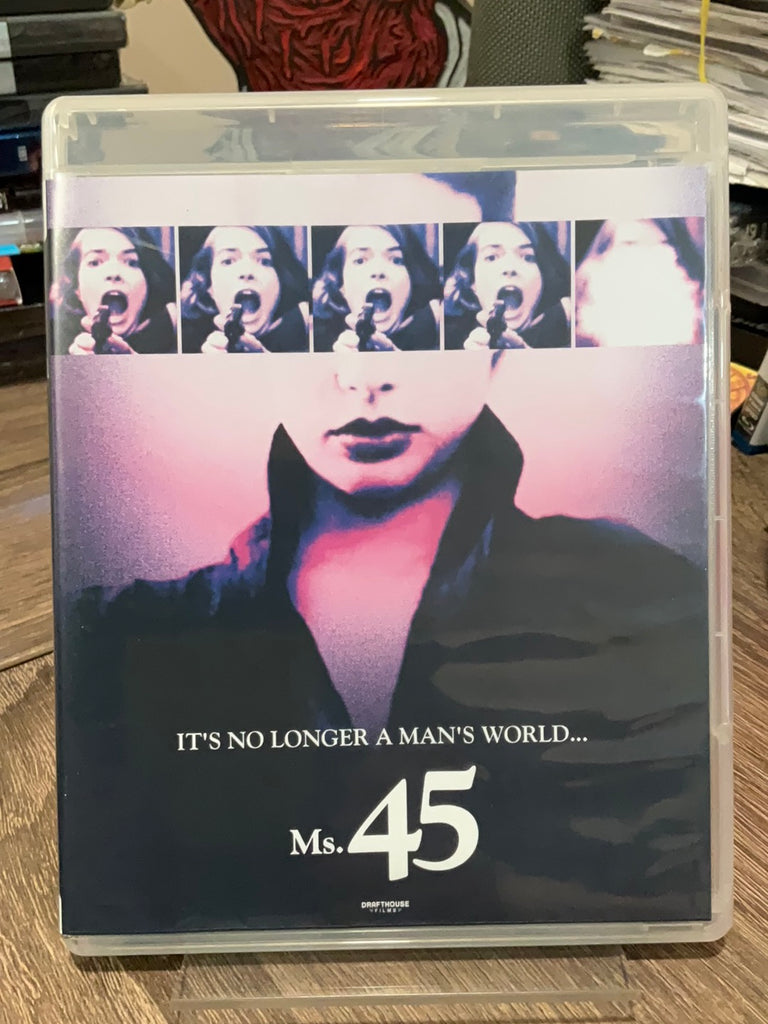 IT'S NO LONGER A MAN'S WORLD...
Ms. 45
DRAFTHOUSE
FILMS